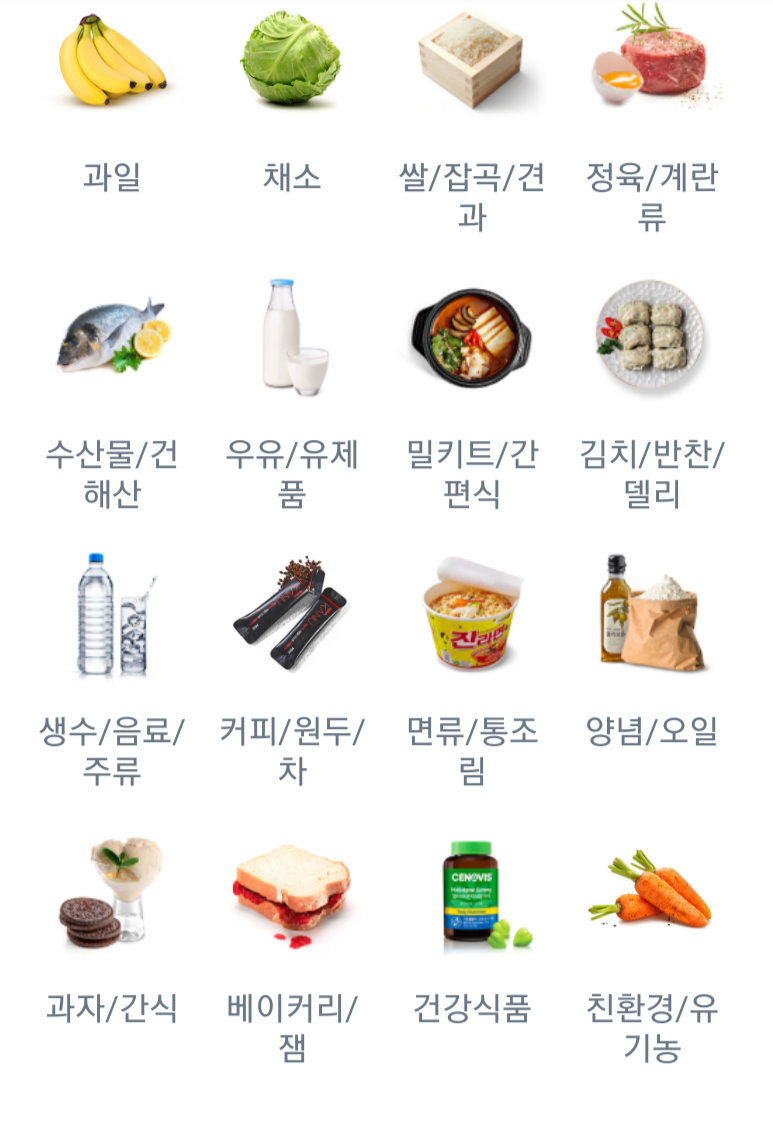 과일
채소
쌀/잡곡/견
과
정육/계란
류
수산물/건
해산
우유/유제
품
밀키트/간
편식
김치/반찬/
델리
KANU
진라면
생수/음료/
주류
커피/원두/
차
면류/통조
림
양념/오일
CENOVIS
과자/간식
베이커리/
잼
건강식품
친환경/유
기농